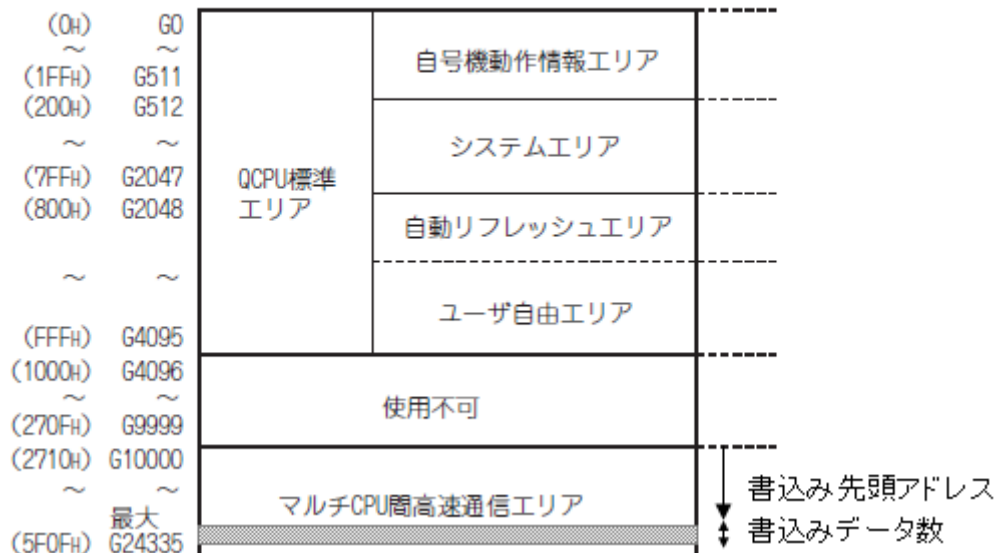 (0H) G0
～ ～
(1FFH) G511
(200H) G512
～ ～
(7FFH) G2047
(800H) G2048
～ ～
(FFFH) G4095
(1000H) G4096
～ ～
(270FH) G9999
(2710H) G10000
～ ～
最大
(5F0FH) G24335
QCPU標準
エリア
自号機動作情報エリア
システムエリア
自動リフレッシュエリア
ユーザ自由エリア
使用不可
マルチCPU間高速通信エリア
書込み先頭アドレス
書込みデータ数